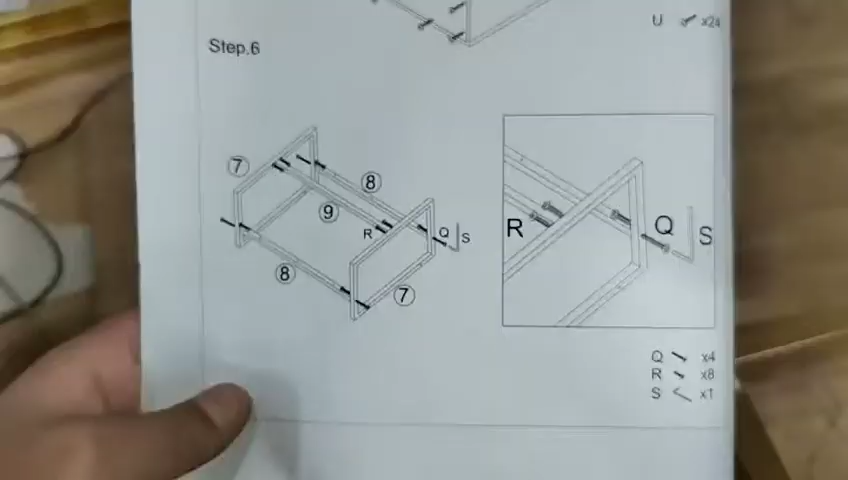 U x24
Step.6
7
8
9
R Q S
8
7
R Q S
Q x4
R x8
S x1